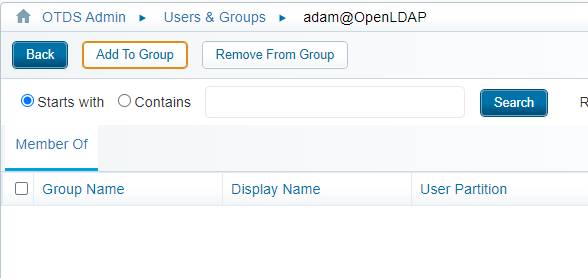 OTDS Admin ▸ Users & Groups ▸ adam@OpenLDAP
Back Add To Group Remove From Group
Starts with Contains Search R
Member Of
Group Name Display Name User Partition